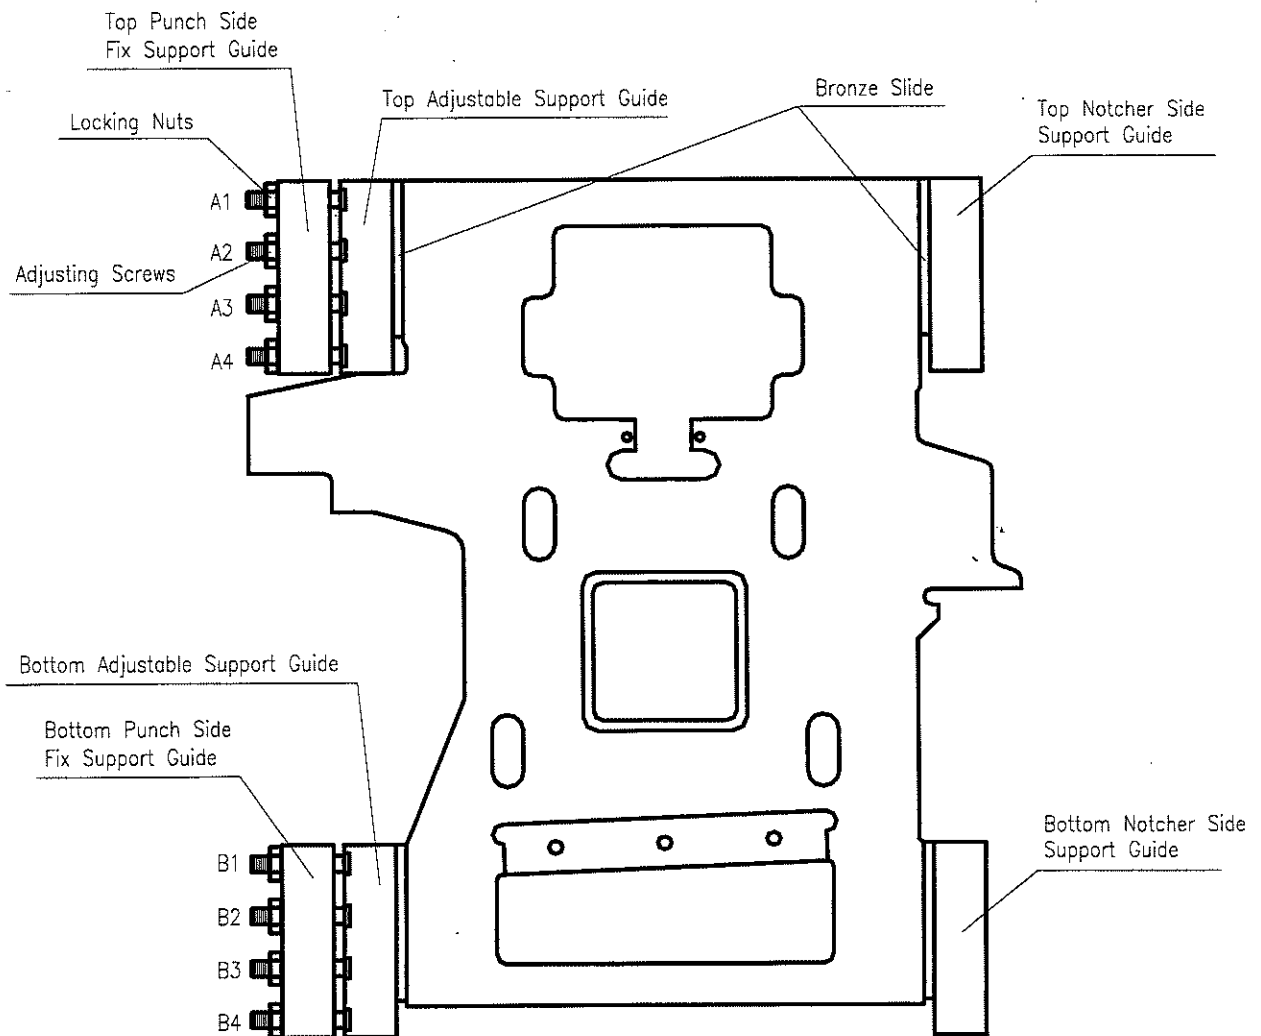 Top Punch Side
Fix Support Guide
Top Adjustable Support Guide
Bronze Slide
Top Notcher Side
Support Guide
Locking Nuts
A1
A2
Adjusting Screws
A3
A4
Bottom Adjustable Support Guide
Bottom Punch Side
Fix Support Guide
Bottom Notcher Side
Support Guide
B1
B2
B3
B4